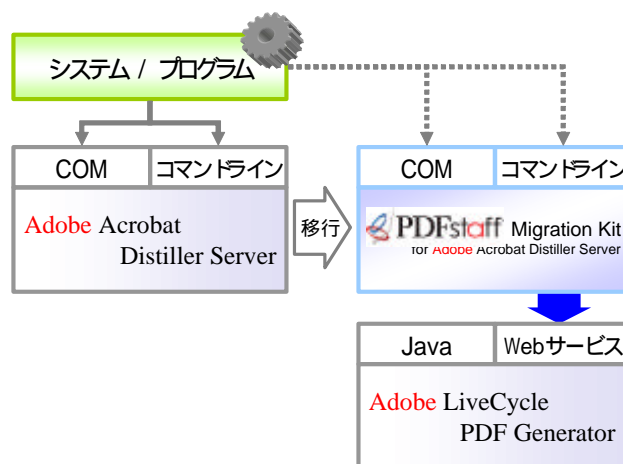 システム / プログラム
COM
コマンドライン
Adobe Acrobat
Distiller Server
移行
COM
コマンドライン
PDFstaff Migration Kit
for Adobe Acrobat Distiller Server
Java
Webサービス
Adobe LiveCycle
PDF Generator